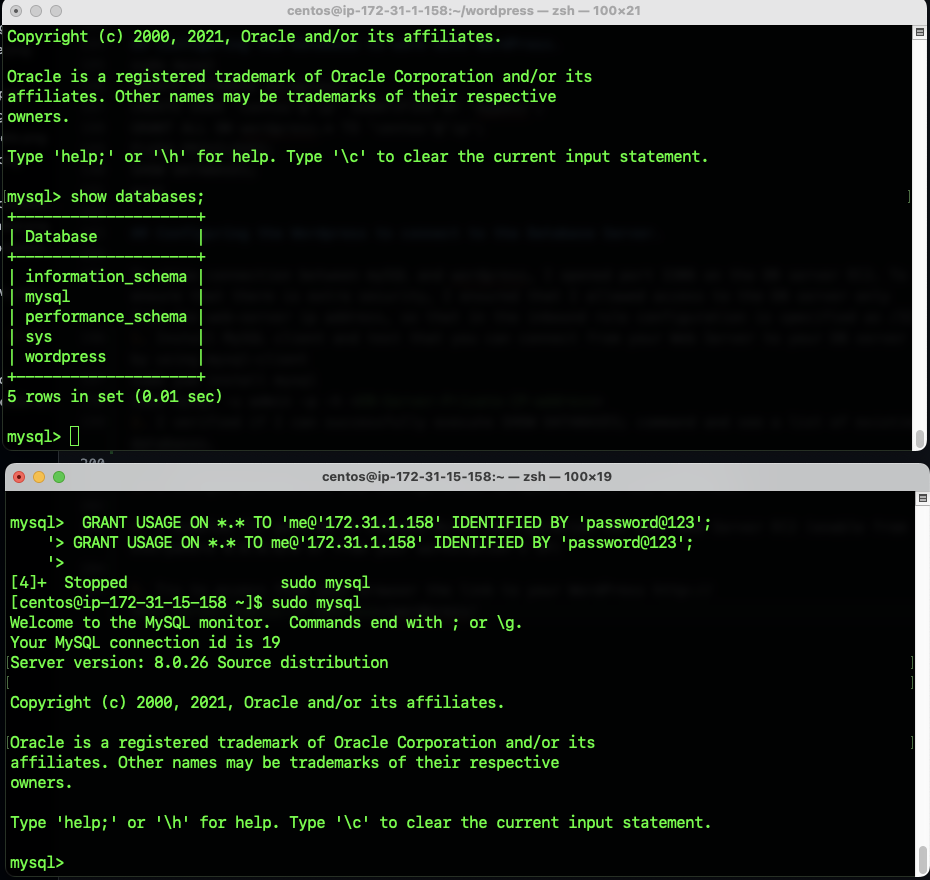 centos@ip-172-31-1-158:~/wordpress — zsh — 100×21
Copyright (c) 2000, 2021, Oracle and/or its affiliates.
Oracle is a registered trademark of Oracle Corporation and/or its
affiliates. Other names may be trademarks of their respective
owners.
Type 'help;' or '\h' for help. Type '\c' to clear the current input statement.
[mysql> show databases; ]
+--------------------+
| Database           |
+--------------------+
| information_schema |
| mysql              |
| performance_schema |
| sys                |
| wordpress          |
+--------------------+
5 rows in set (0.01 sec)
mysql>
centos@ip-172-31-15-158:~ — zsh — 100×19
mysql>  GRANT USAGE ON *.* TO 'me@'172.31.1.158' IDENTIFIED BY 'password@123';
    '> GRANT USAGE ON *.* TO me@'172.31.1.158' IDENTIFIED BY 'password@123';
    '>
[4]+  Stopped                 sudo mysql
[centos@ip-172-31-15-158 ~]$ sudo mysql
Welcome to the MySQL monitor.  Commands end with ; or \g.
Your MySQL connection id is 19
[Server version: 8.0.26 Source distribution ]
[ ]
Copyright (c) 2000, 2021, Oracle and/or its affiliates.
[Oracle is a registered trademark of Oracle Corporation and/or its ]
affiliates. Other names may be trademarks of their respective
owners.
Type 'help;' or '\h' for help. Type '\c' to clear the current input statement.
mysql>